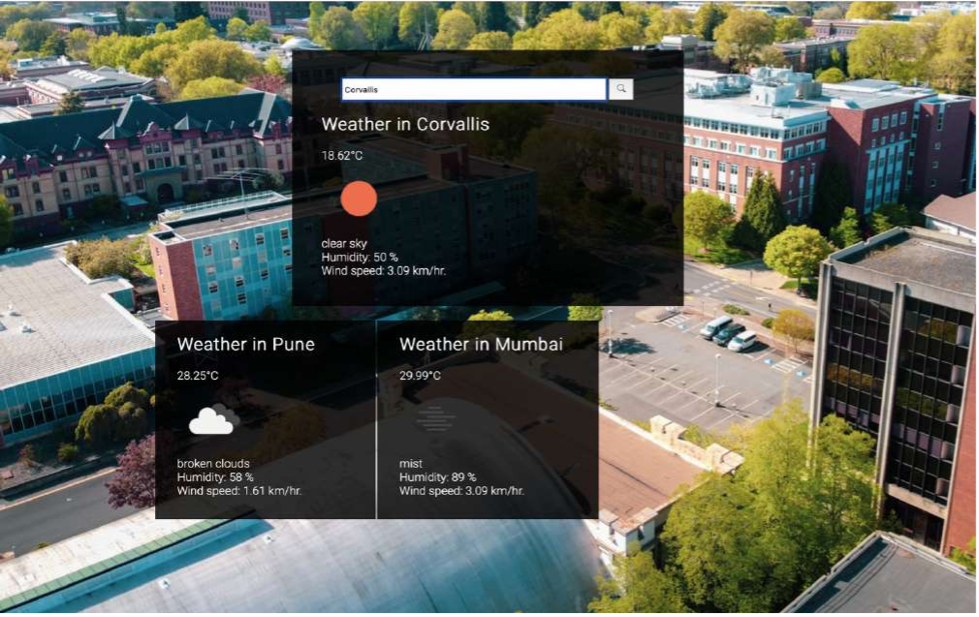 Corvallis
Weather in Corvallis
18.62°C
clear sky
Humidity: 50 %
Wind speed: 3.09 km/hr.
Weather in Pune
28.25°C
broken clouds
Humidity: 58 %
Wind speed: 1.61 km/hr.
Weather in Mumbai
29.99°C
mist
Humidity: 89 %
Wind speed: 3.09 km/hr.